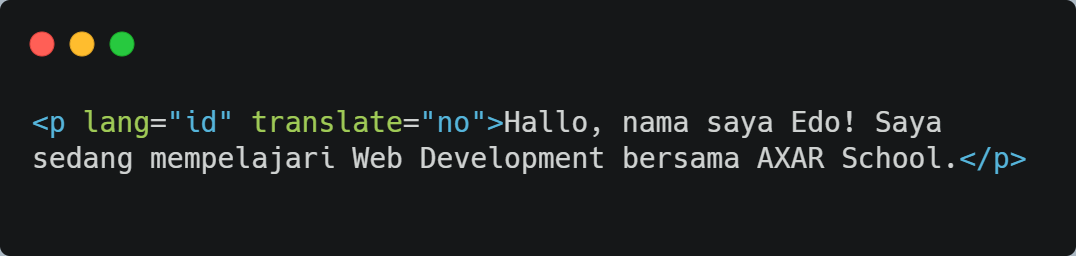 <p lang="id" translate="no">Hallo, nama saya Edo! Saya
sedang mempelajari Web Development bersama AXAR School.</p>